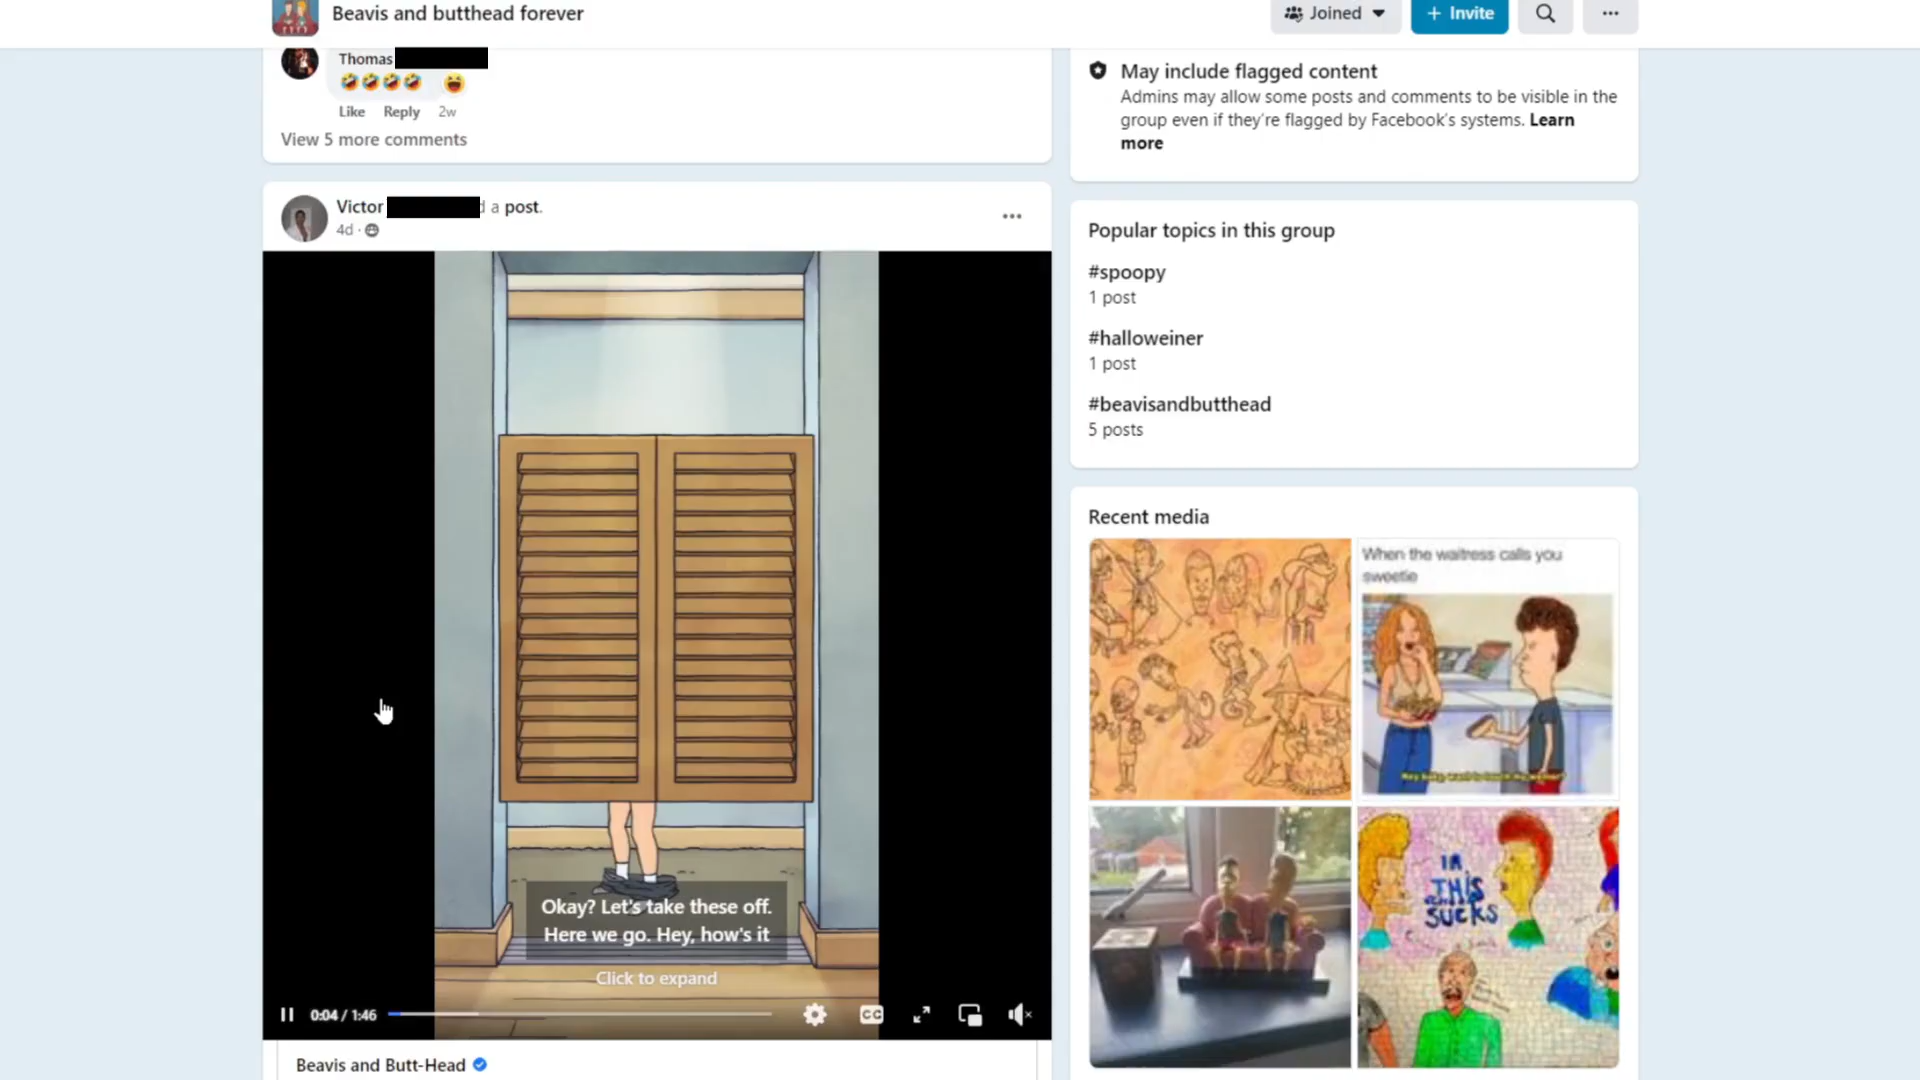 Beavis and butthead forever
Joined
+ Invite
Thomas
Like Reply 2w
View 5 more comments
Victor d a post.
4d ·
Okay? Let's take these off.
Here we go. Hey, how's it
Click to expand
0:04 / 1:46
CC
Beavis and Butt-Head
May include flagged content
Admins may allow some posts and comments to be visible in the
group even if they're flagged by Facebook's systems. Learn
more
Popular topics in this group
#spoopy
1 post
#halloweiner
1 post
#beavisandbutthead
5 posts
Recent media
When the waitress calls you
sweetie
THIS
SUCKS